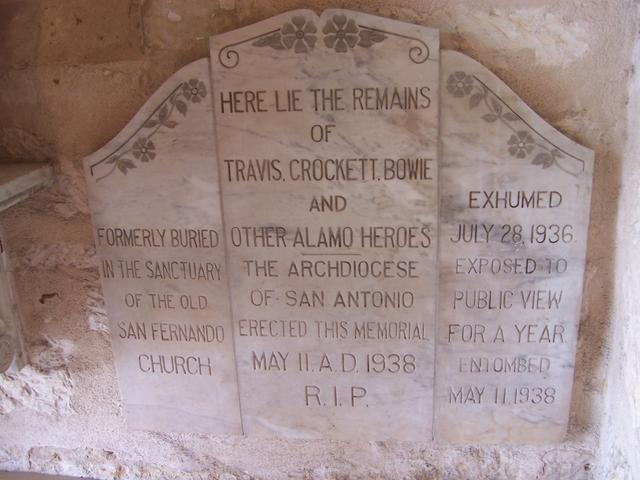 HERE LIE THE REMAINS
OF
TRAVIS, CROCKETT, BOWIE
AND
OTHER ALAMO HEROES
THE ARCHDIOCESE
OF SAN ANTONIO
ERECTED THIS MEMORIAL
MAY 11. A.D. 1938
R.I.P.
FORMERLY BURIED
IN THE SANCTUARY
OF THE OLD
SAN FERNANDO
CHURCH
EXHUMED
JULY 28, 1936.
EXPOSED TO
PUBLIC VIEW
FOR A YEAR.
ENTOMBED
MAY 11, 1938